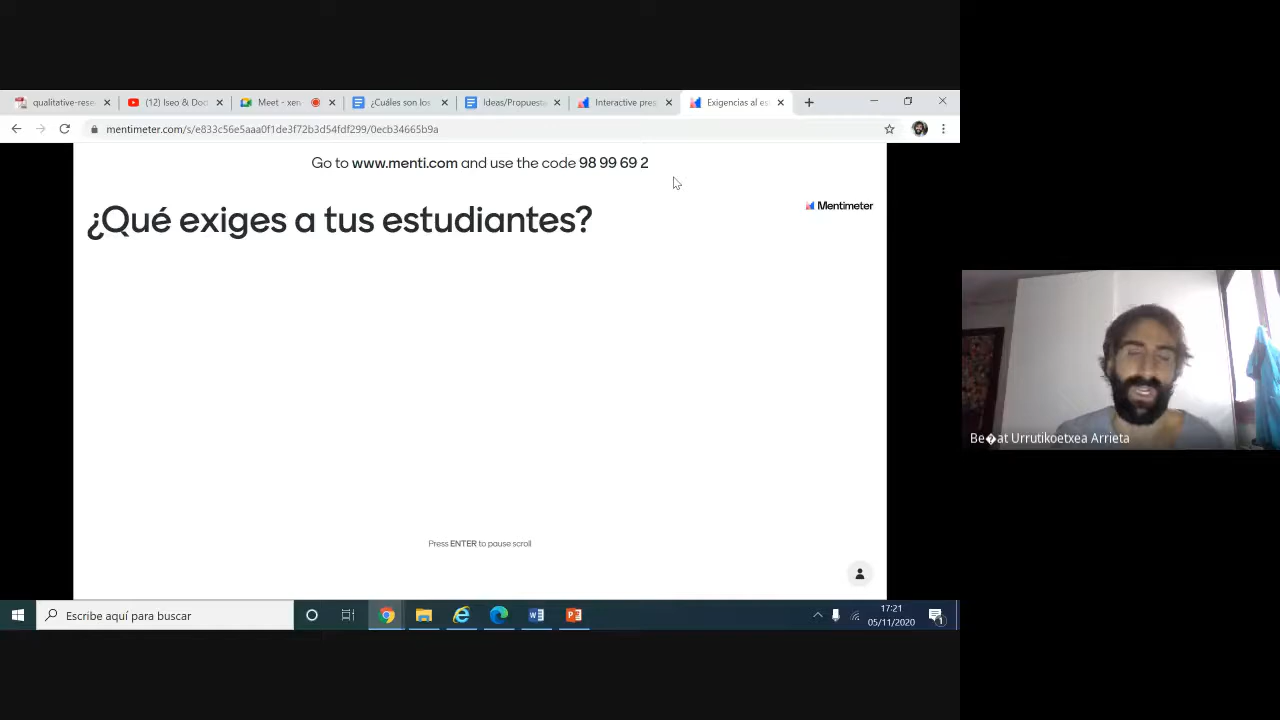 qualitative-rese
(12) Iseo & Doc
Meet - xen
¿Cuáles son los
Ideas/Propuesta
Interactive pres
Exigencias al es
mentimeter.com/s/e833c56e5aaa0f1de3f72b3d54fdf299/0ecb34665b9a
Go to www.menti.com and use the code 98 99 69 2
Mentimeter
¿Qué exiges a tus estudiantes?
Be�at Urrutikoetxea Arrieta
Press ENTER to pause scroll
Escribe aquí para buscar
17:21
05/11/2020
1